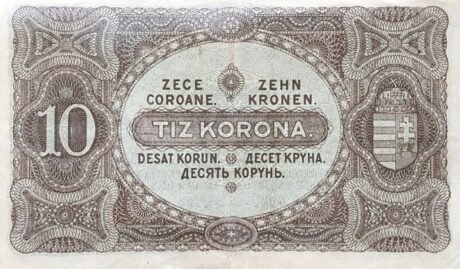 ZECE ZEHN
COROANE. KRONEN.
10 TIZ KORONA.
DESAT KORUN. ДЕСЕТ КРУНА.
ДЕСЯТЬ КОРУНЬ.